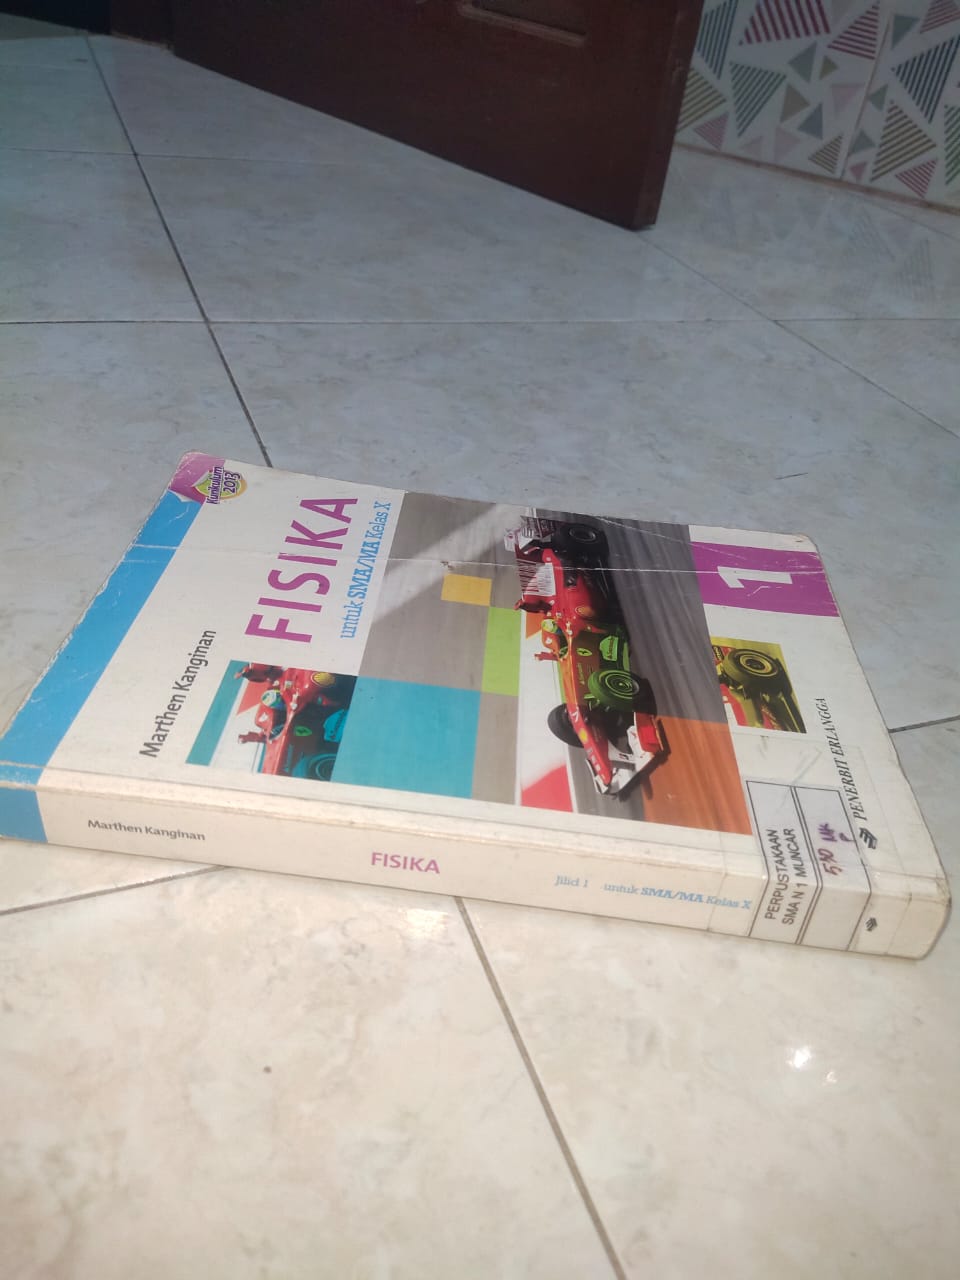 Kurikulum
2013
FISIKA
untuk SMA/MA Kelas X
1
Marthen Kanginan
PENERBIT ERLANGGA
Marthen Kanginan
FISIKA
Jilid 1 untuk SMA/MA Kelas X
PERPUSTAKAAN
SMA N 1 MUNCAR
530
P